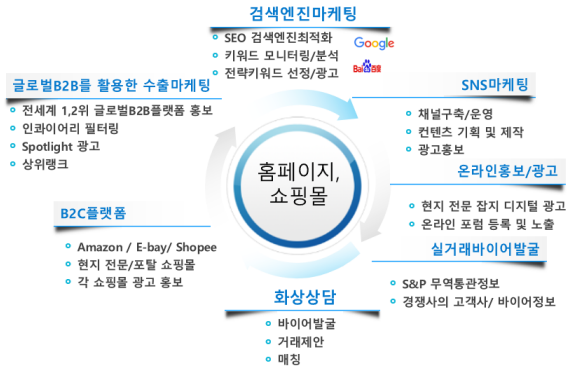 검색엔진마케팅
SEO 검색엔진최적화
키워드 모니터링/분석
전략키워드 선정/광고
Google
Bai 百度
글로벌B2B를 활용한 수출마케팅
전세계 1,2위 글로벌B2B플랫폼 홍보
인콰이어리 필터링
Spotlight 광고
상위랭크
SNS마케팅
채널구축/운영
컨텐츠 기획 및 제작
광고홍보
홈페이지,
쇼핑몰
온라인홍보/광고
현지 전문 잡지 디지털 광고
온라인 포럼 등록 및 노출
B2C플랫폼
Amazon / E-bay/ Shopee
현지 전문/포탈 쇼핑몰
각 쇼핑몰 광고 홍보
실거래바이어발굴
S&P 무역통관정보
경쟁사의 고객사/ 바이어정보
화상상담
바이어발굴
거래제안
매칭